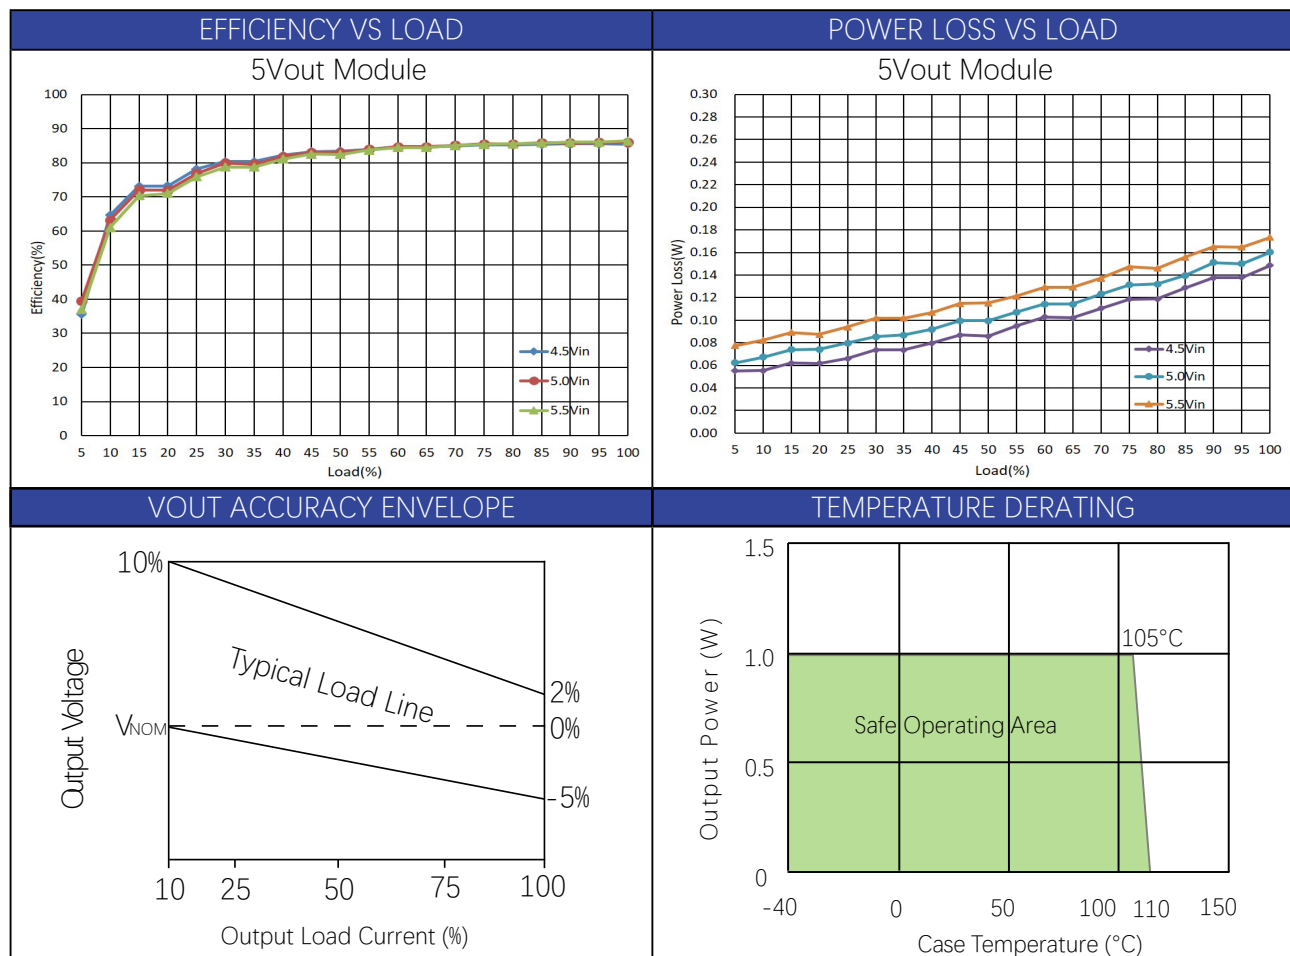 EFFICIENCY VS LOAD
5Vout Module
100
90
80
70
60
50
40
30
20
10
0
Efficiency(%)
4.5Vin
5.0Vin
5.5Vin
5 10 15 20 25 30 35 40 45 50 55 60 65 70 75 80 85 90 95 100
Load(%)
POWER LOSS VS LOAD
5Vout Module
0.30
0.28
0.26
0.24
0.22
0.20
0.18
0.16
0.14
0.12
0.10
0.08
0.06
0.04
0.02
0.00
Power Loss(W)
4.5Vin
5.0Vin
5.5Vin
5 10 15 20 25 30 35 40 45 50 55 60 65 70 75 80 85 90 95 100
Load(%)
VOUT ACCURACY ENVELOPE
10%
Typical Load Line
2%
VNOM
0%
-5%
Output Voltage
10 25 50 75 100
Output Load Current (%)
TEMPERATURE DERATING
1.5
105°C
1.0
Safe Operating Area
0.5
0
Output Power (W)
-40 0 50 100 110 150
Case Temperature (°C)